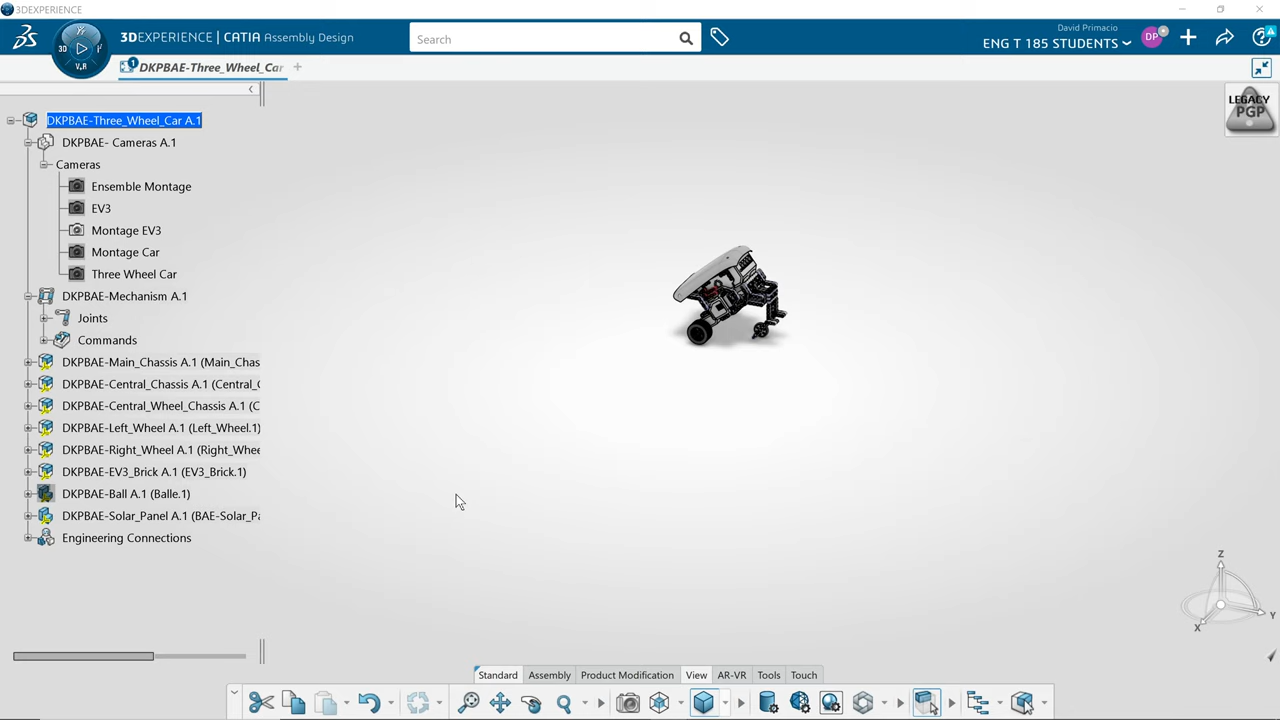 3DEXPERIENCE
3DEXPERIENCE | CATIA Assembly Design
Search
David Primacio
ENG T 185 STUDENTS
DP
3D
V.R
DKPBAE-Three_Wheel_Car
LEGACY
PGP
DKPBAE-Three_Wheel_Car A.1
DKPBAE- Cameras A.1
Cameras
Ensemble Montage
EV3
Montage EV3
Montage Car
Three Wheel Car
DKPBAE-Mechanism A.1
Joints
Commands
DKPBAE-Main_Chassis A.1 (Main_Chas
DKPBAE-Central_Chassis A.1 (Central_C
DKPBAE-Central_Wheel_Chassis A.1 (C
DKPBAE-Left_Wheel A.1 (Left_Wheel.1)
DKPBAE-Right_Wheel A.1 (Right_Whee
DKPBAE-EV3_Brick A.1 (EV3_Brick.1)
DKPBAE-Ball A.1 (Balle.1)
DKPBAE-Solar_Panel A.1 (BAE-Solar_Pa
Engineering Connections
Z
Y
X
Standard Assembly Product Modification View AR-VR Tools Touch